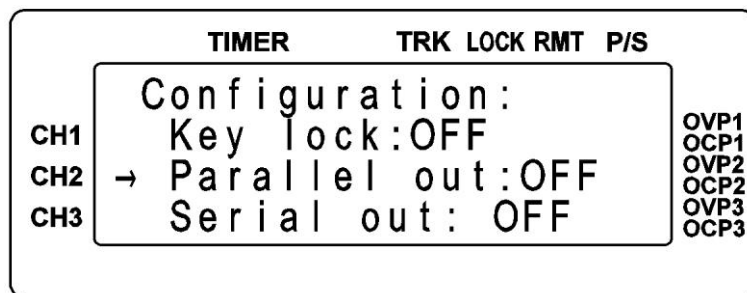 TIMER TRK LOCK RMT P/S
Configuration:
CH1 Key lock:OFF OVP1
OCP1
CH2 → Parallel out:OFF OVP2
OCP2
CH3 Serial out: OFF OVP3
OCP3